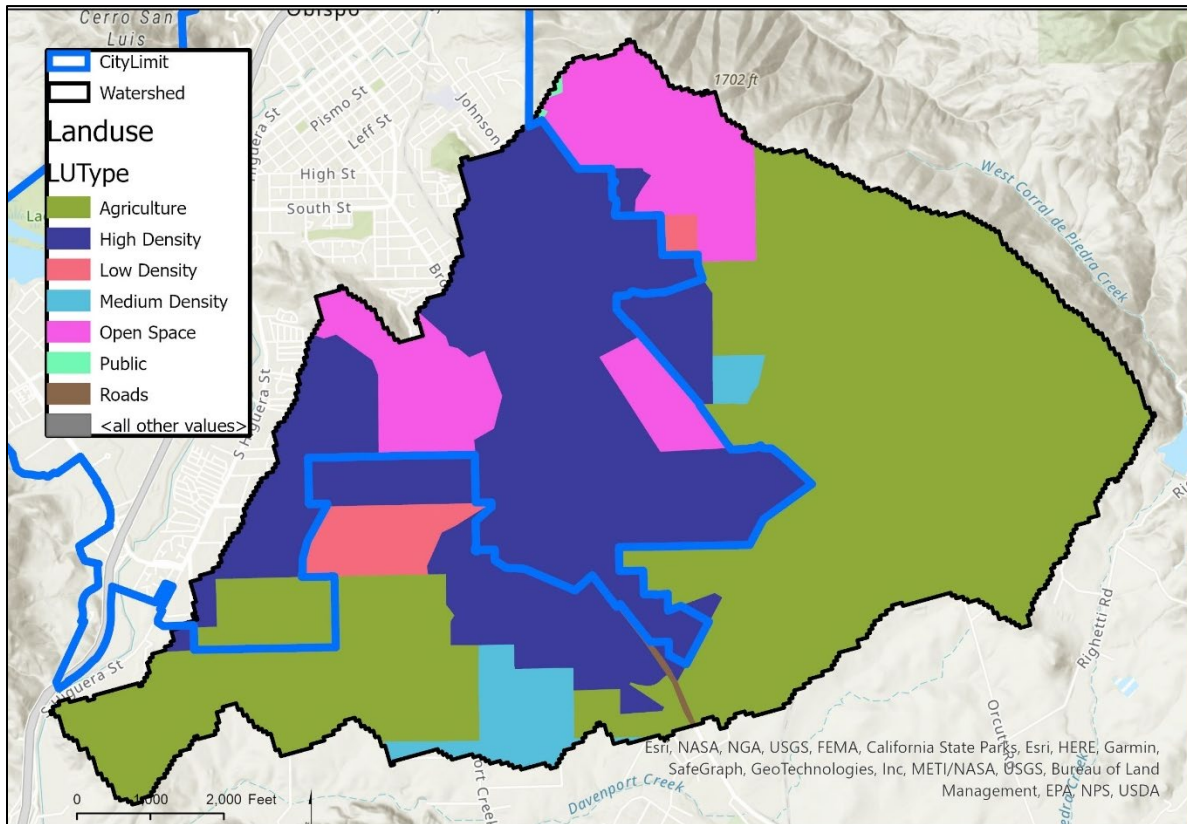 Cerro San
Luis
Obispo
1702 ft
CityLimit
Watershed
Landuse
LUType
Agriculture
High Density
Low Density
Medium Density
Open Space
Public
Roads
<all other values>
Pismo St
Leff St
Johnson
High St
South St
Higuera St
S Higuera St
S Higuera St
West Corral de Piedra Creek
Righetti Rd
Davenport Creek
0 1,000 2,000 Feet
Esri, NASA, NGA, USGS, FEMA, California State Parks, Esri, HERE, Garmin,
SafeGraph, GeoTechnologies, Inc, METI/NASA, USGS, Bureau of Land
Management, EPA, NPS, USDA